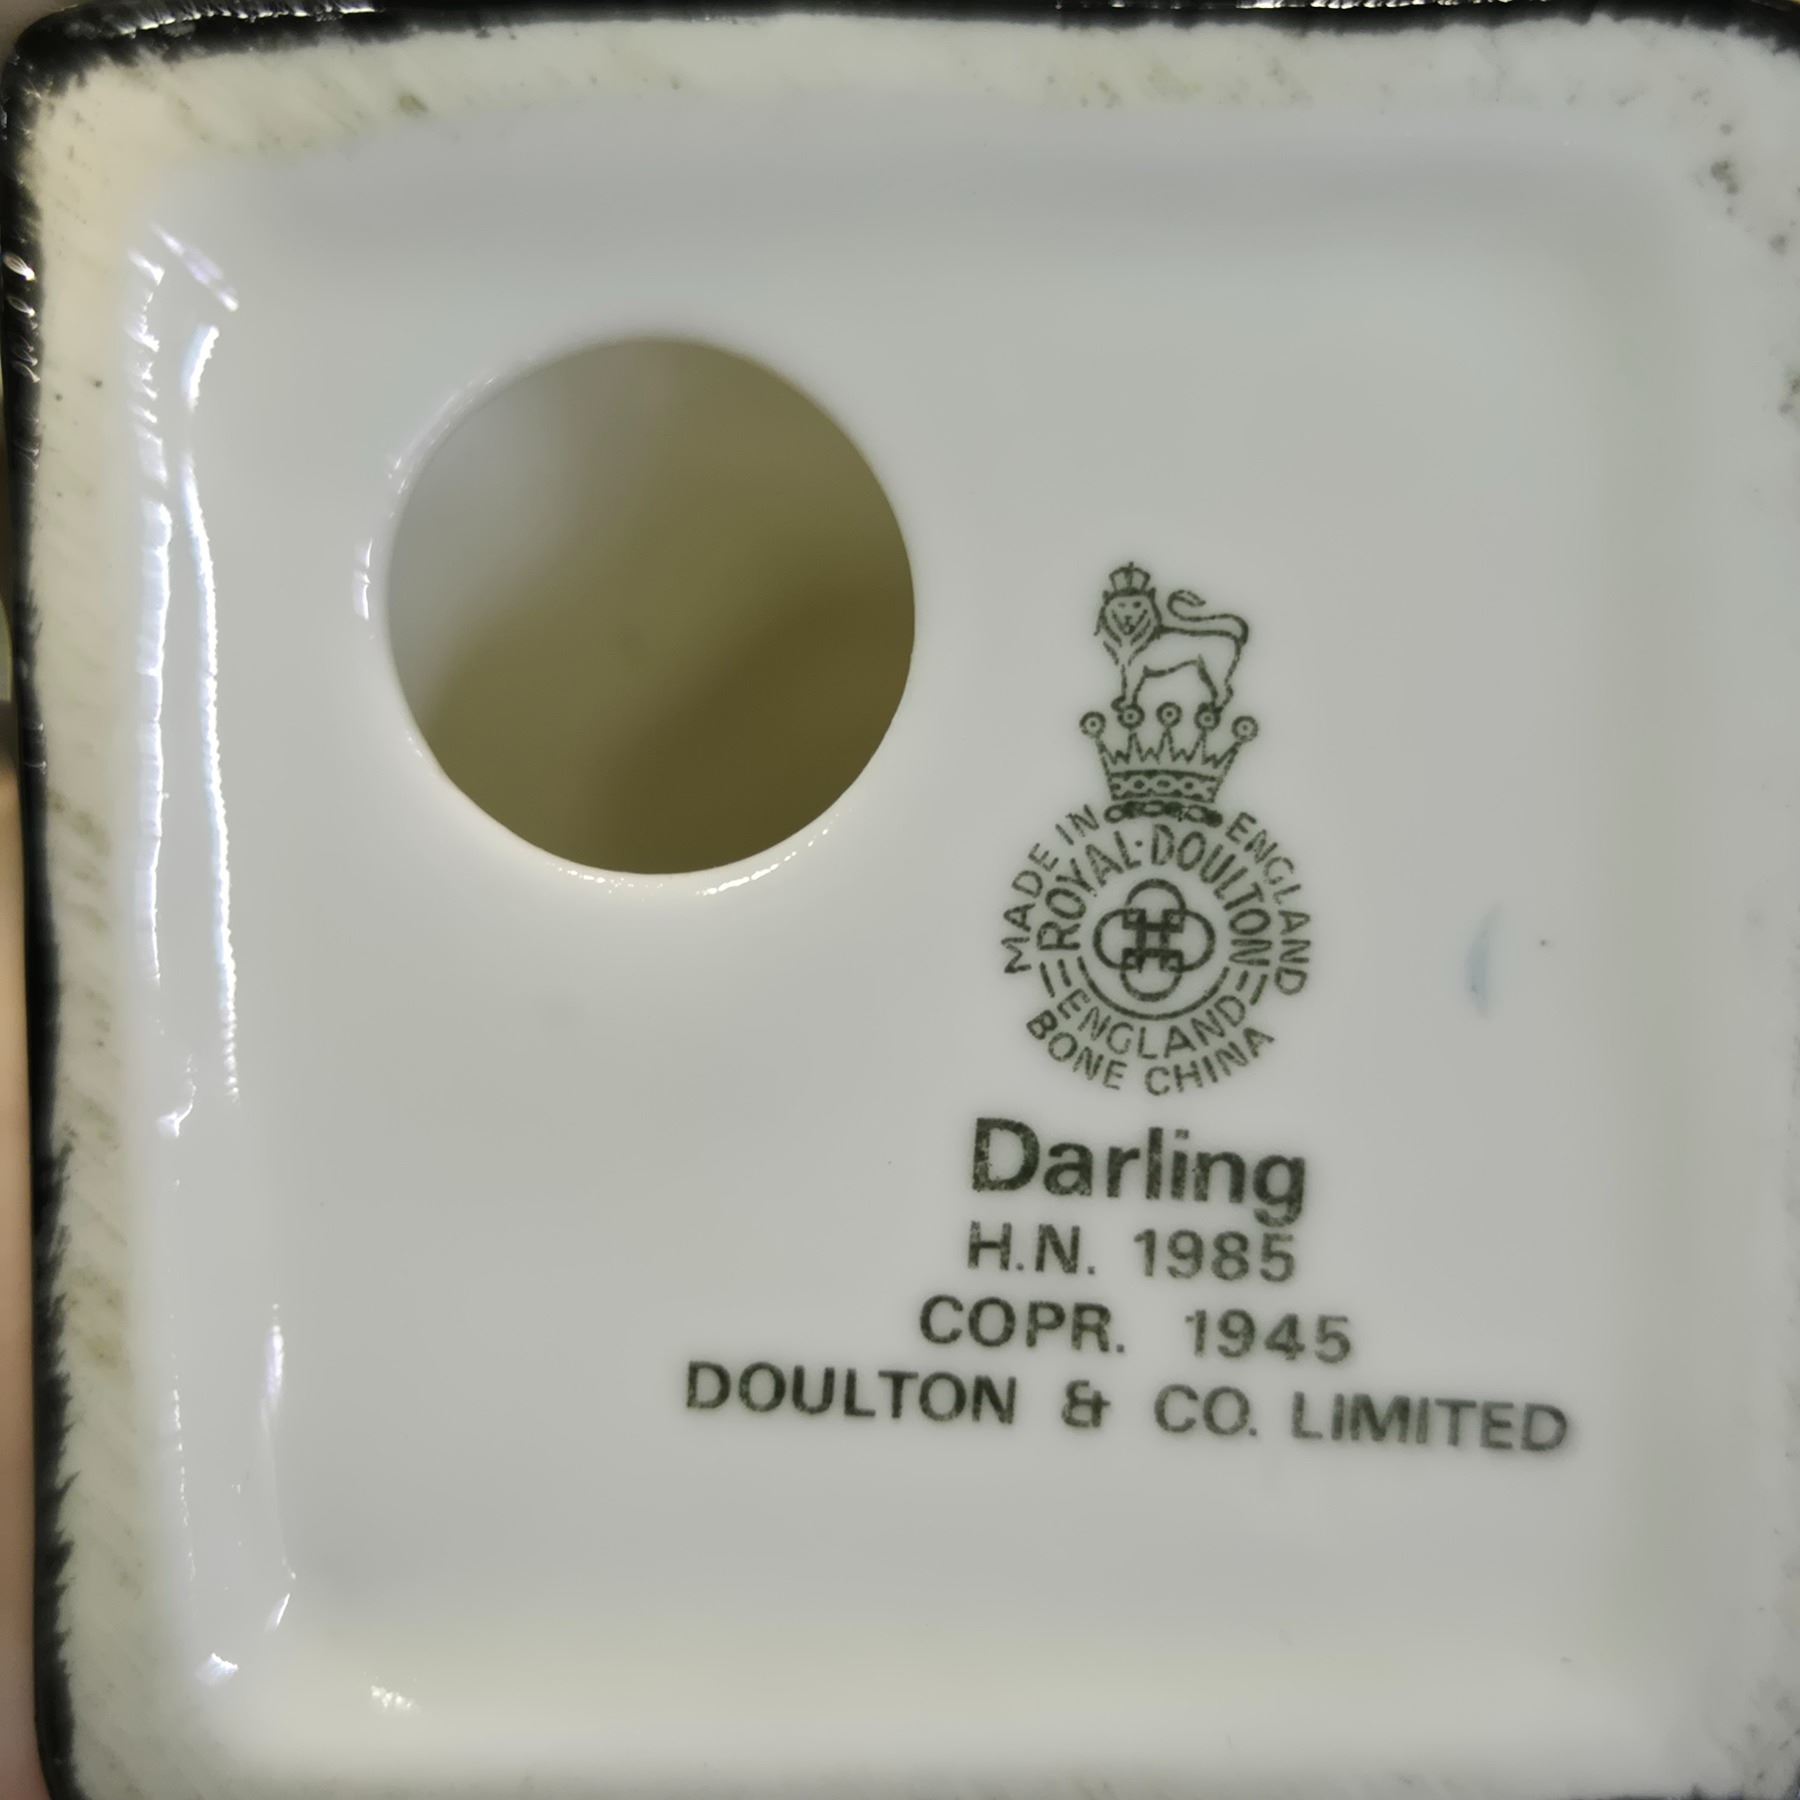 MADE IN ENGLAND
ROYAL·DOULTON
ENGLAND
BONE CHINA
Darling
H.N. 1985
COPR. 1945
DOULTON & CO. LIMITED